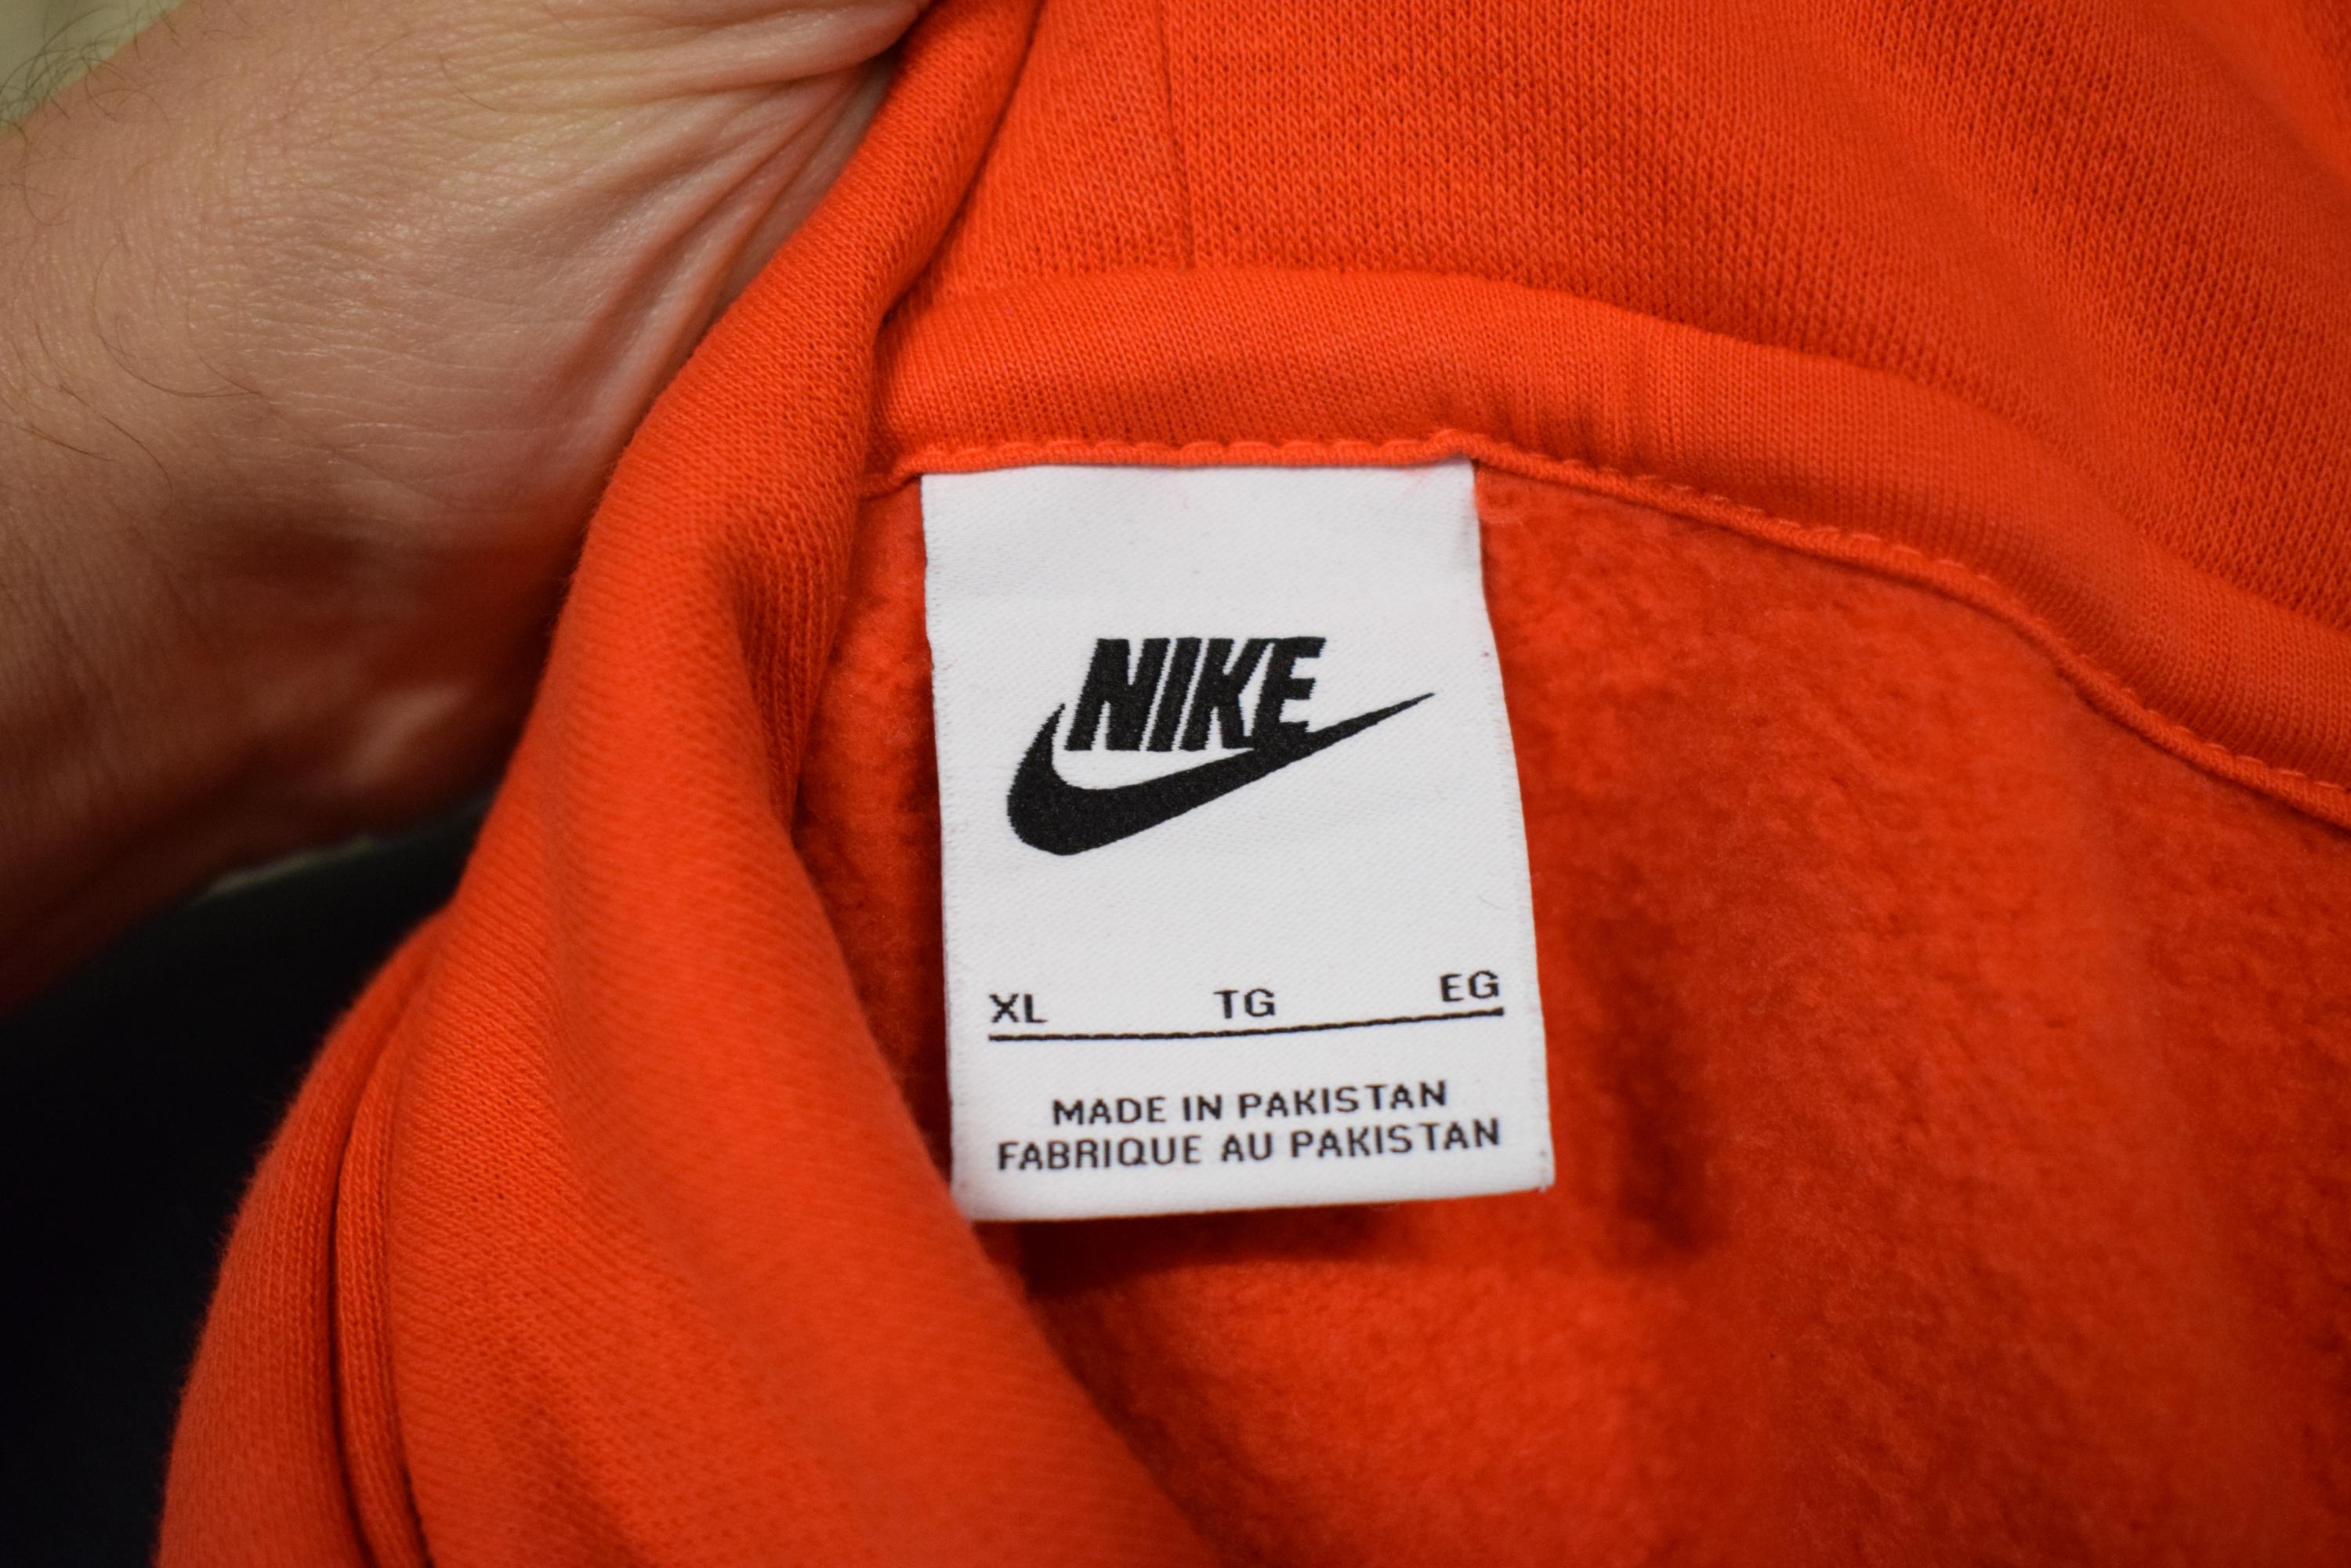 NIKE
XL TG EG
MADE IN PAKISTAN
FABRIQUE AU PAKISTAN